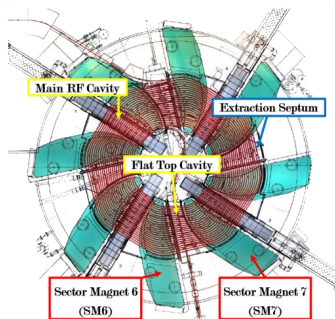 Main RF Cavity
Extraction Septum
Flat Top Cavity
Sector Magnet 6
(SM6)
Sector Magnet 7
(SM7)